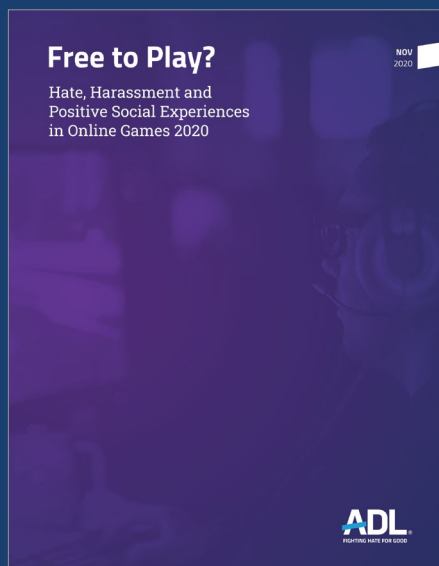 Free to Play?
NOV
2020
Hate, Harassment and
Positive Social Experiences
in Online Games 2020
ADL®
FIGHTING HATE FOR GOOD